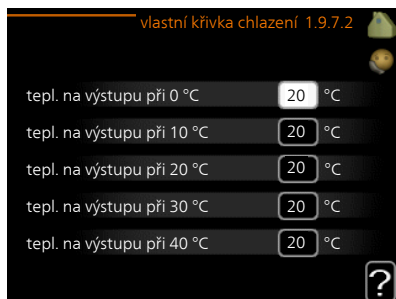 vlastní křivka chlazení 1.9.7.2
tepl. na výstupu při 0 °C 20 °C
tepl. na výstupu při 10 °C 20 °C
tepl. na výstupu při 20 °C 20 °C
tepl. na výstupu při 30 °C 20 °C
tepl. na výstupu při 40 °C 20 °C
?